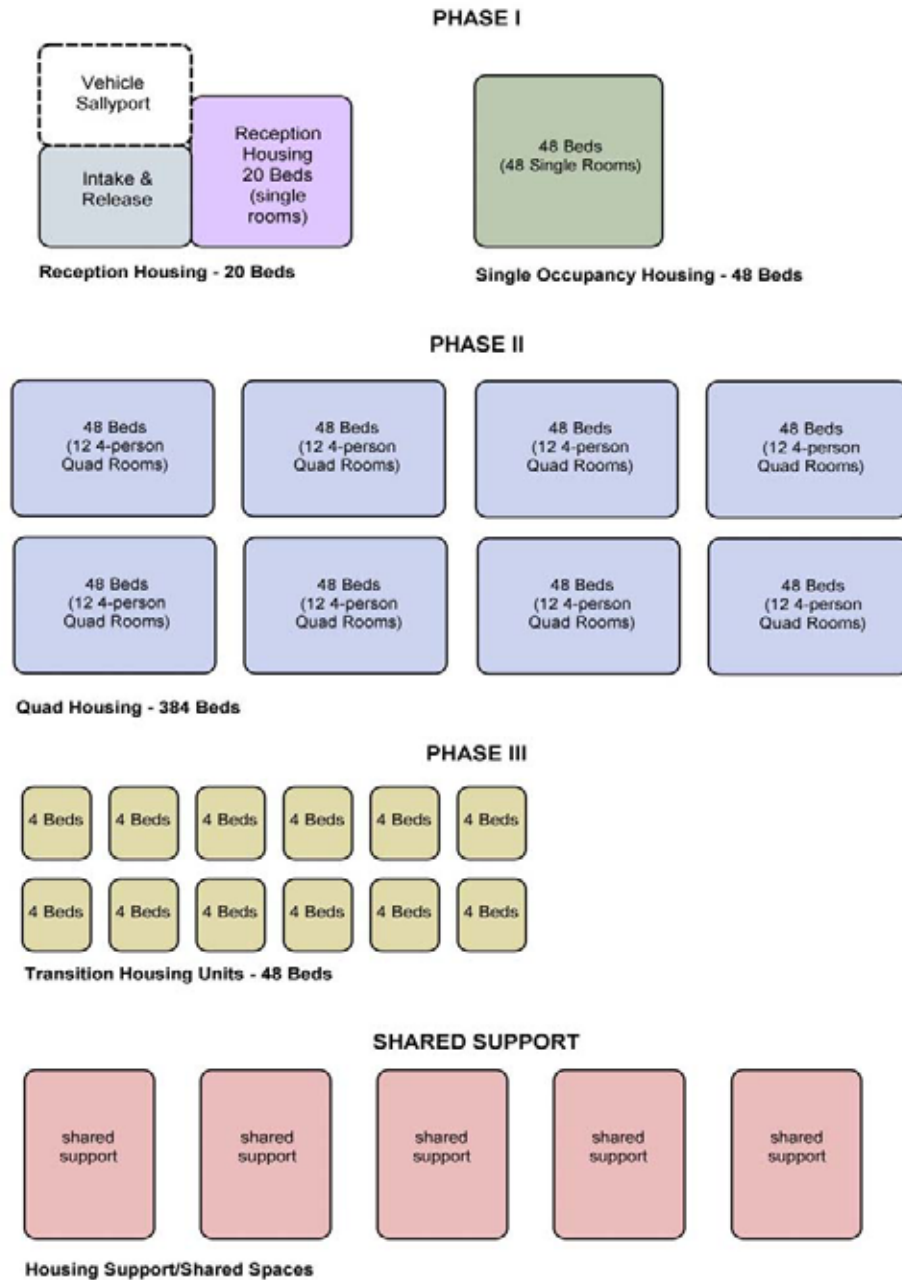 PHASE I
Vehicle
Sallyport
Intake &
Release
Reception
Housing
20 Beds
(single
rooms)
48 Beds
(48 Single Rooms)
Reception Housing - 20 Beds
Single Occupancy Housing - 48 Beds
PHASE II
48 Beds
(12 4-person
Quad Rooms)
48 Beds
(12 4-person
Quad Rooms)
48 Beds
(12 4-person
Quad Rooms)
48 Beds
(12 4-person
Quad Rooms)
48 Beds
(12 4-person
Quad Rooms)
48 Beds
(12 4-person
Quad Rooms)
48 Beds
(12 4-person
Quad Rooms)
48 Beds
(12 4-person
Quad Rooms)
Quad Housing - 384 Beds
PHASE III
4 Beds
4 Beds
4 Beds
4 Beds
4 Beds
4 Beds
4 Beds
4 Beds
4 Beds
4 Beds
4 Beds
4 Beds
Transition Housing Units - 48 Beds
SHARED SUPPORT
shared
support
shared
support
shared
support
shared
support
shared
support
Housing Support/Shared Spaces